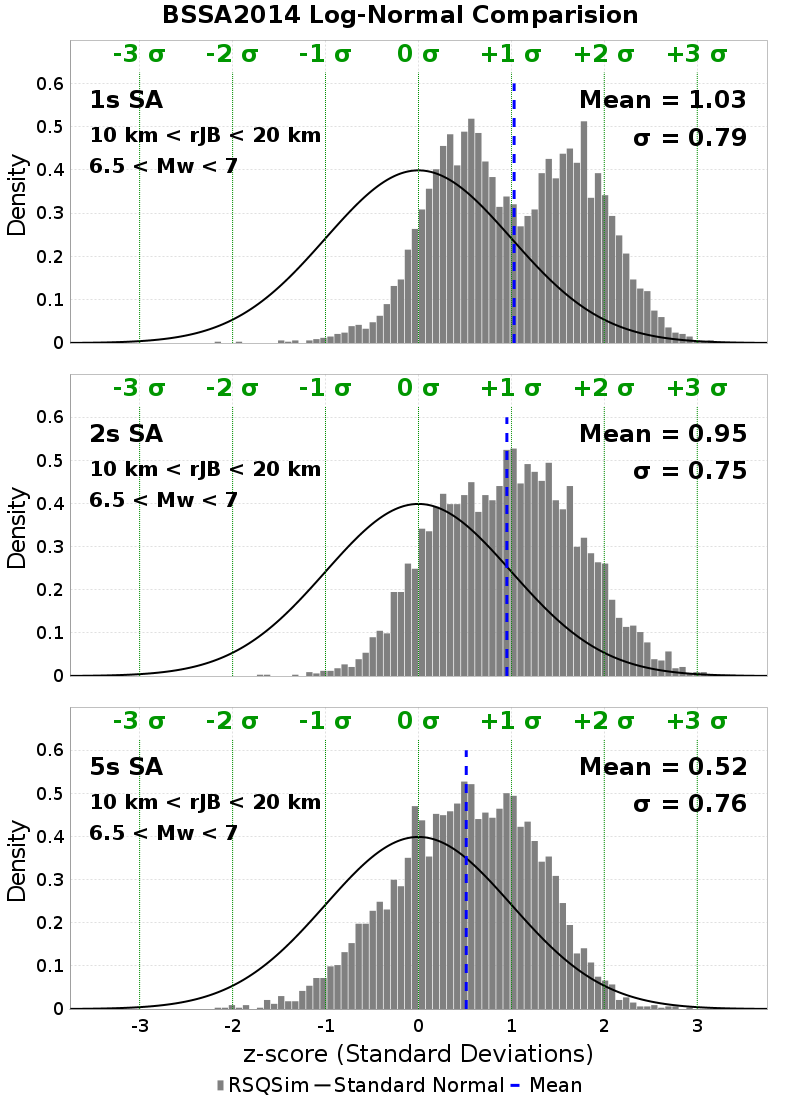 BSSA2014 Log-Normal Comparision
-3 σ -2 σ -1 σ 0 σ +1 σ +2 σ +3 σ
1s SA
10 km < rJB < 20 km
6.5 < Mw < 7
Mean = 1.03
σ = 0.79
Density
0.6
0.5
0.4
0.3
0.2
0.1
0
-3 σ -2 σ -1 σ 0 σ +1 σ +2 σ +3 σ
2s SA
10 km < rJB < 20 km
6.5 < Mw < 7
Mean = 0.95
σ = 0.75
Density
0.6
0.5
0.4
0.3
0.2
0.1
0
-3 σ -2 σ -1 σ 0 σ +1 σ +2 σ +3 σ
5s SA
10 km < rJB < 20 km
6.5 < Mw < 7
Mean = 0.52
σ = 0.76
Density
0.6
0.5
0.4
0.3
0.2
0.1
0
-3 -2 -1 0 1 2 3
z-score (Standard Deviations)
RSQSim Standard Normal Mean